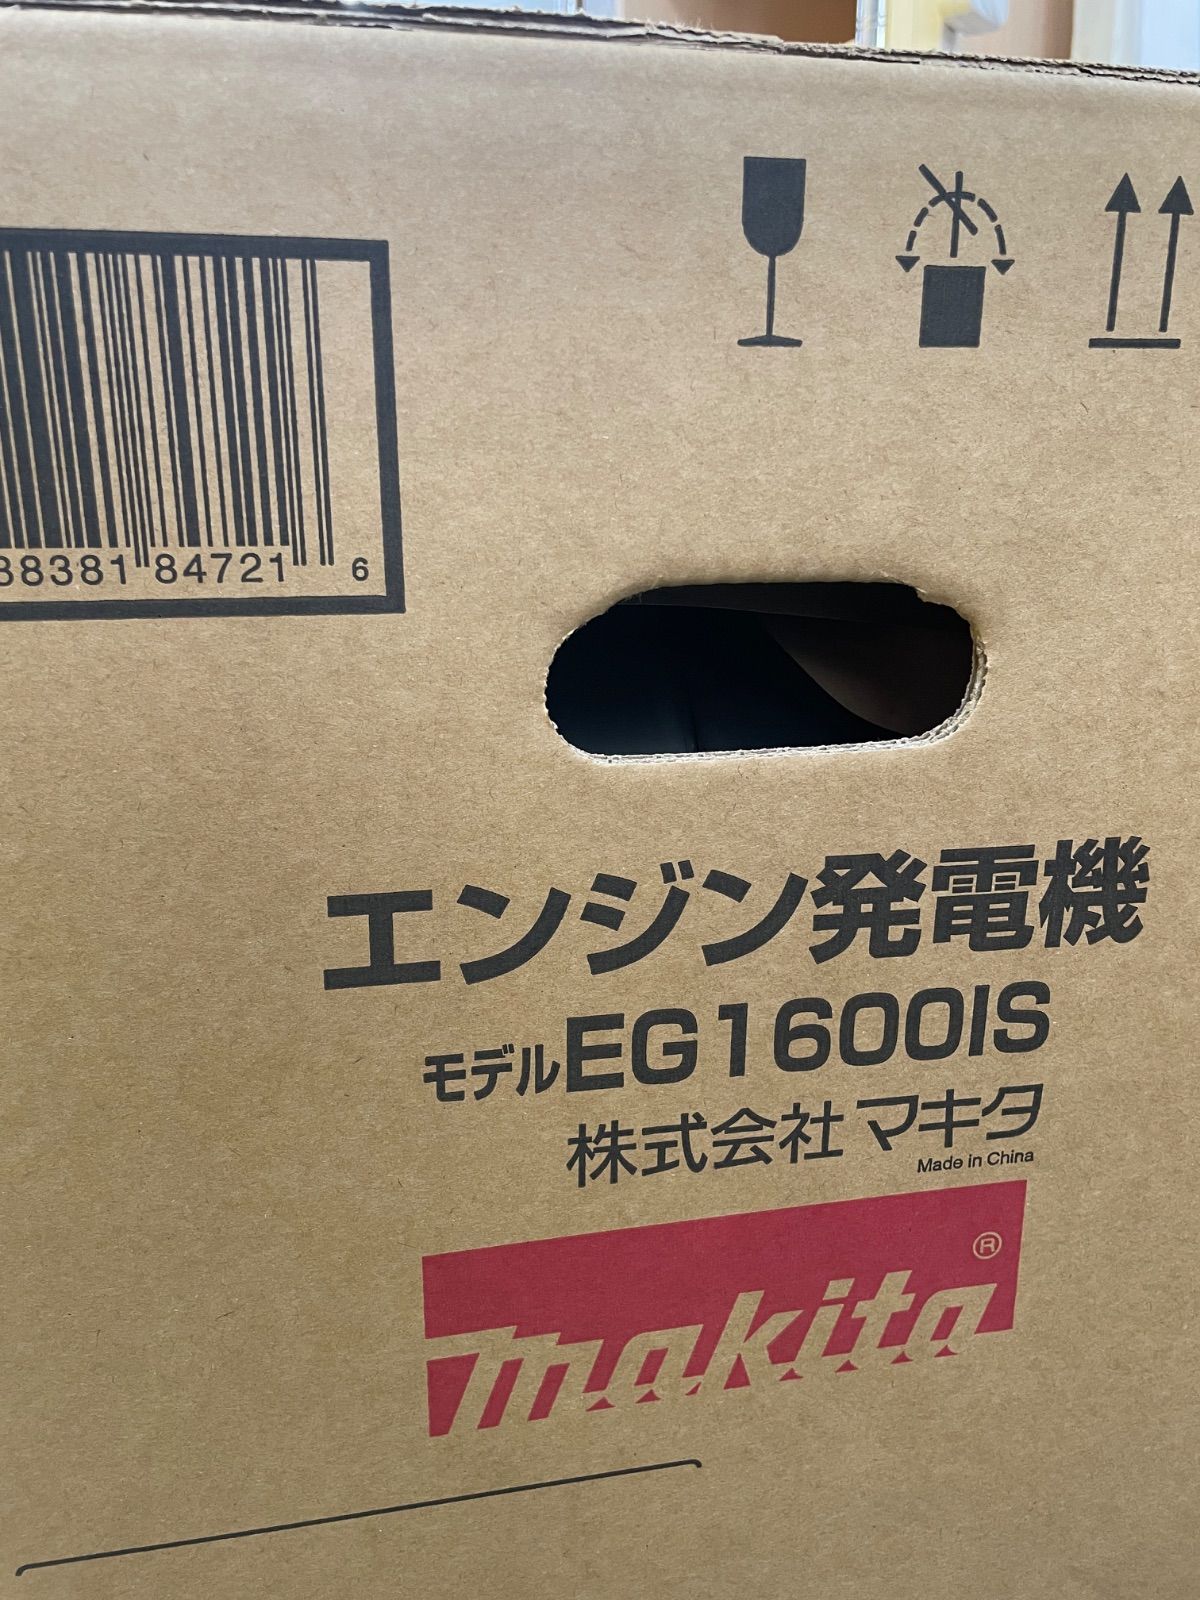 88381 84721 6
エンジン発電機
モデルEG1600IS
株式会社マキタ
Made in China
makita®